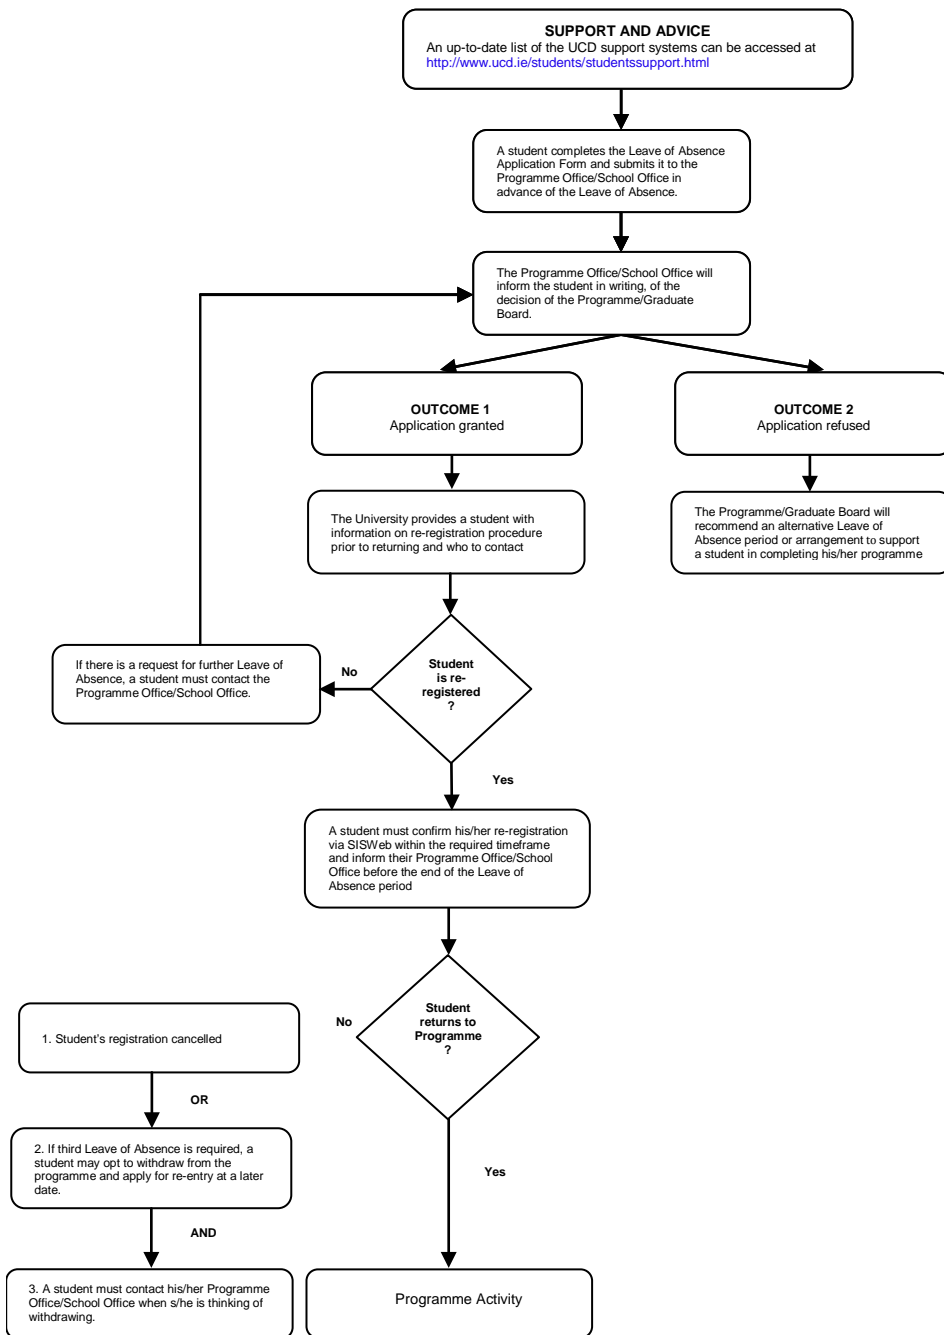 SUPPORT AND ADVICE
An up-to-date list of the UCD support systems can be accessed at
http://www.ucd.ie/students/studentssupport.html
A student completes the Leave of Absence
Application Form and submits it to the
Programme Office/School Office in
advance of the Leave of Absence.
The Programme Office/School Office will
inform the student in writing, of the
decision of the Programme/Graduate
Board.
OUTCOME 1
Application granted
OUTCOME 2
Application refused
The University provides a student with
information on re-registration procedure
prior to returning and who to contact
The Programme/Graduate Board will
recommend an alternative Leave of
Absence period or arrangement to support
a student in completing his/her programme
If there is a request for further Leave of
Absence, a student must contact the
Programme Office/School Office.
No
Student
is re-
registered
?
Yes
A student must confirm his/her re-registration
via SISWeb within the required timeframe
and inform their Programme Office/School
Office before the end of the Leave of
Absence period
No
Student
returns to
Programme
?
1. Student's registration cancelled
OR
2. If third Leave of Absence is required, a
student may opt to withdraw from the
programme and apply for re-entry at a later
date.
Yes
AND
3. A student must contact his/her Programme
Office/School Office when s/he is thinking of
withdrawing.
Programme Activity